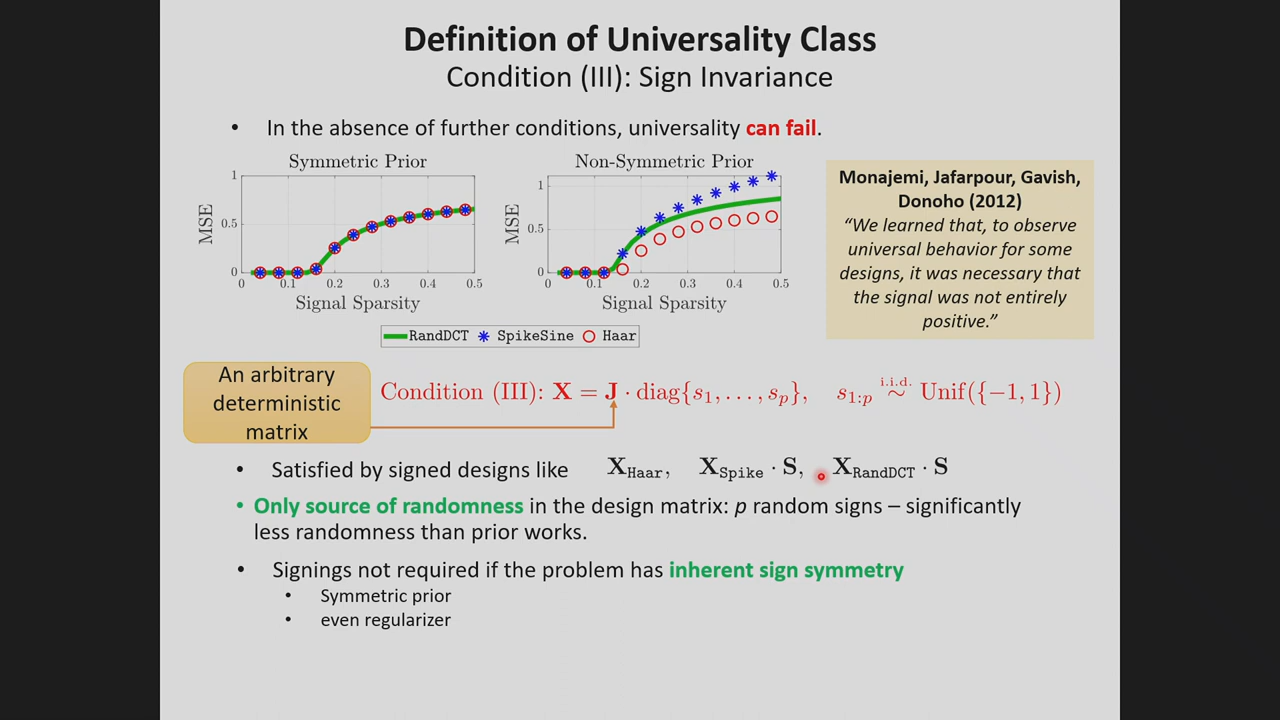 Definition of Universality Class
Condition (III): Sign Invariance
• In the absence of further conditions, universality can fail.
Symmetric Prior
MSE
1
0.5
0
0 0.1 0.2 0.3 0.4 0.5
Signal Sparsity
Non-Symmetric Prior
MSE
1
0.5
0
0 0.1 0.2 0.3 0.4 0.5
Signal Sparsity
RandDCT SpikeSine Haar
Monajemi, Jafarpour, Gavish,
Donoho (2012)
“We learned that, to observe
universal behavior for some
designs, it was necessary that
the signal was not entirely
positive.”
An arbitrary
deterministic
matrix
Condition (III): X = J · diag{s₁, . . . , sₚ}, s₁:ₚ i.i.d. ∼ Unif({−1, 1})
• Satisfied by signed designs like X_Haar, X_Spike · S, X_RandDCT · S
• Only source of randomness in the design matrix: p random signs – significantly
less randomness than prior works.
• Signings not required if the problem has inherent sign symmetry
• Symmetric prior
• even regularizer